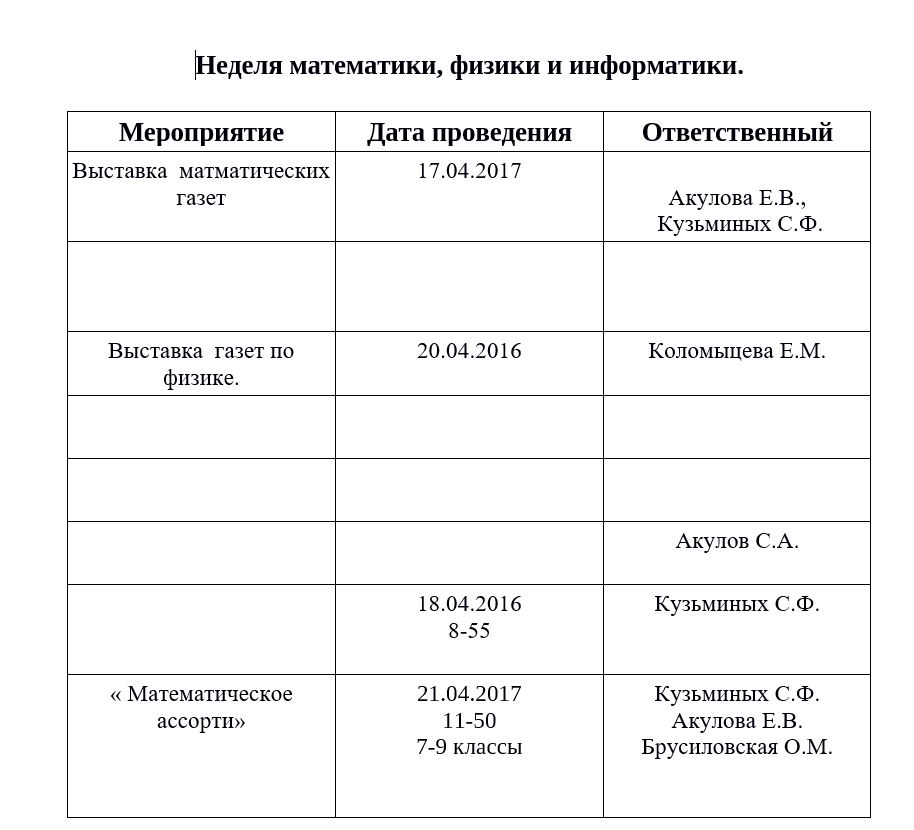 Неделя математики, физики и информатики.
Мероприятие
Дата проведения
Ответственный
Выставка  матматических
газет
17.04.2017
Акулова Е.В.,
Кузьминых С.Ф.
Выставка  газет по
физике.
20.04.2016
Коломыцева Е.М.
Акулов С.А.
18.04.2016
8-55
Кузьминых С.Ф.
« Математическое
ассорти»
21.04.2017
11-50
7-9 классы
Кузьминых С.Ф.
Акулова Е.В.
Брусиловская О.М.